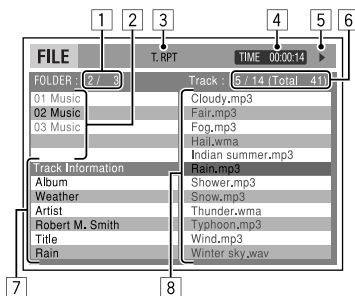 1 2 3 4 5
FILE T. RPT TIME 00:00:14
6
FOLDER : 2 / 3 Track : 5 / 14 (Total 41)
01 Music
02 Music
03 Music
Track Information
Album
Weather
Artist
Robert M. Smith
Title
Rain
Cloudy.mp3
Fair.mp3
Fog.mp3
Hail.wma
Indian summer.mp3
Rain.mp3
Shower.mp3
Snow.mp3
Thunder.wma
Typhoon.mp3
Wind.mp3
Winter sky.wav
7 8